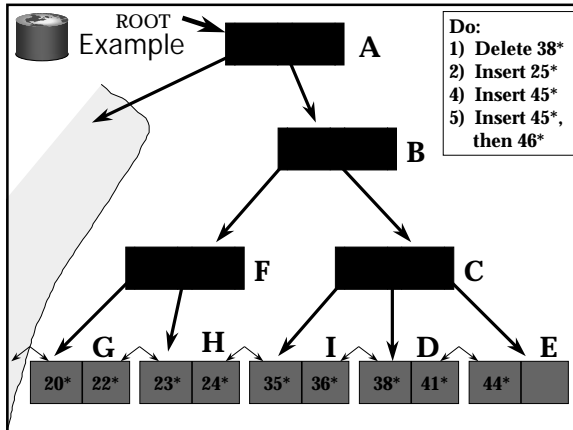 ROOT
Example
A
Do:
1) Delete 38*
2) Insert 25*
4) Insert 45*
5) Insert 45*,
then 46*
B
F
C
G
H
I
D
E
20* 22* 23* 24* 35* 36* 38* 41* 44*